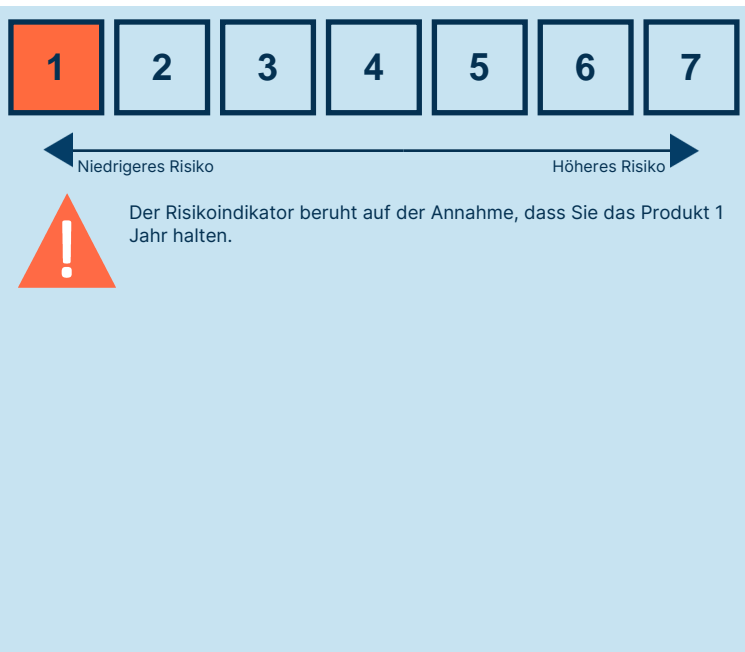 1 2 3 4 5 6 7
Niedrigeres Risiko Höheres Risiko
Der Risikoindikator beruht auf der Annahme, dass Sie das Produkt 1
Jahr halten.